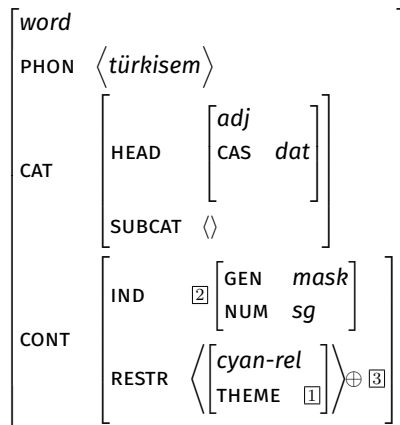 word
PHON ⟨türkisem⟩
CAT
HEAD
adj
CAS dat
SUBCAT ⟨⟩
CONT
IND 2
GEN mask
NUM sg
RESTR
cyan-rel
THEME 1
⊕ 3